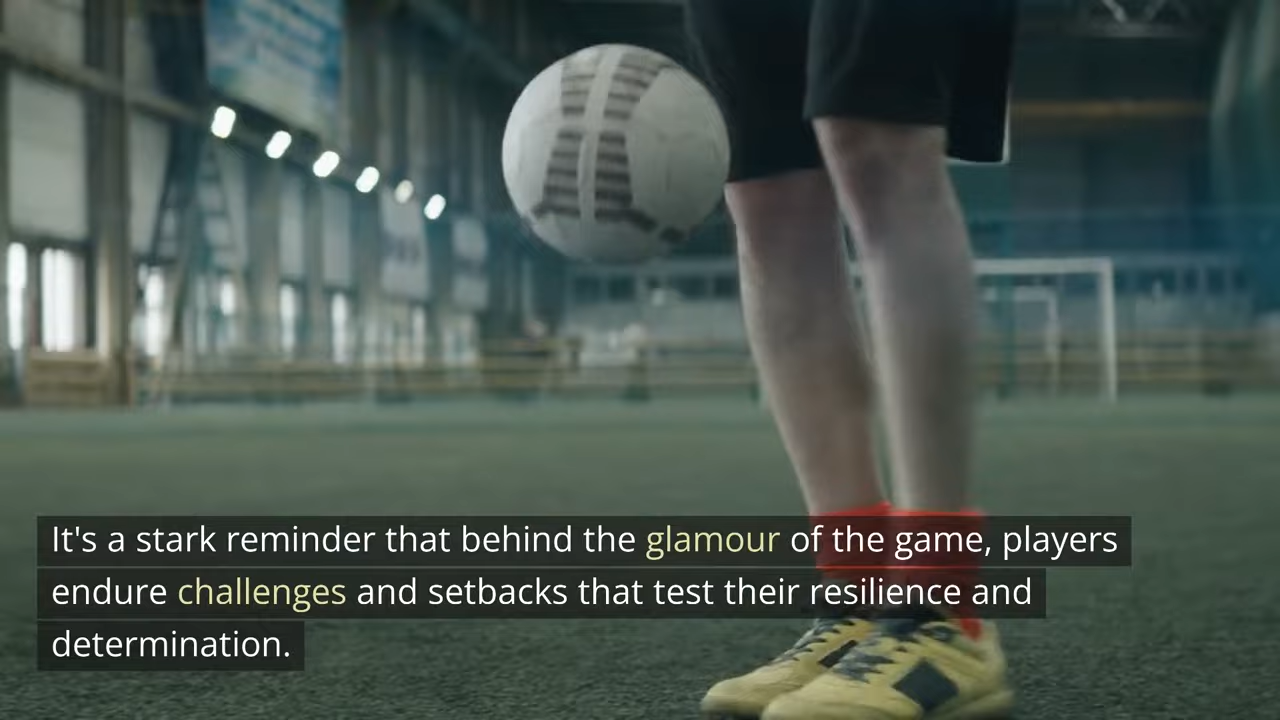 It's a stark reminder that behind the glamour of the game, players
endure challenges and setbacks that test their resilience and
determination.